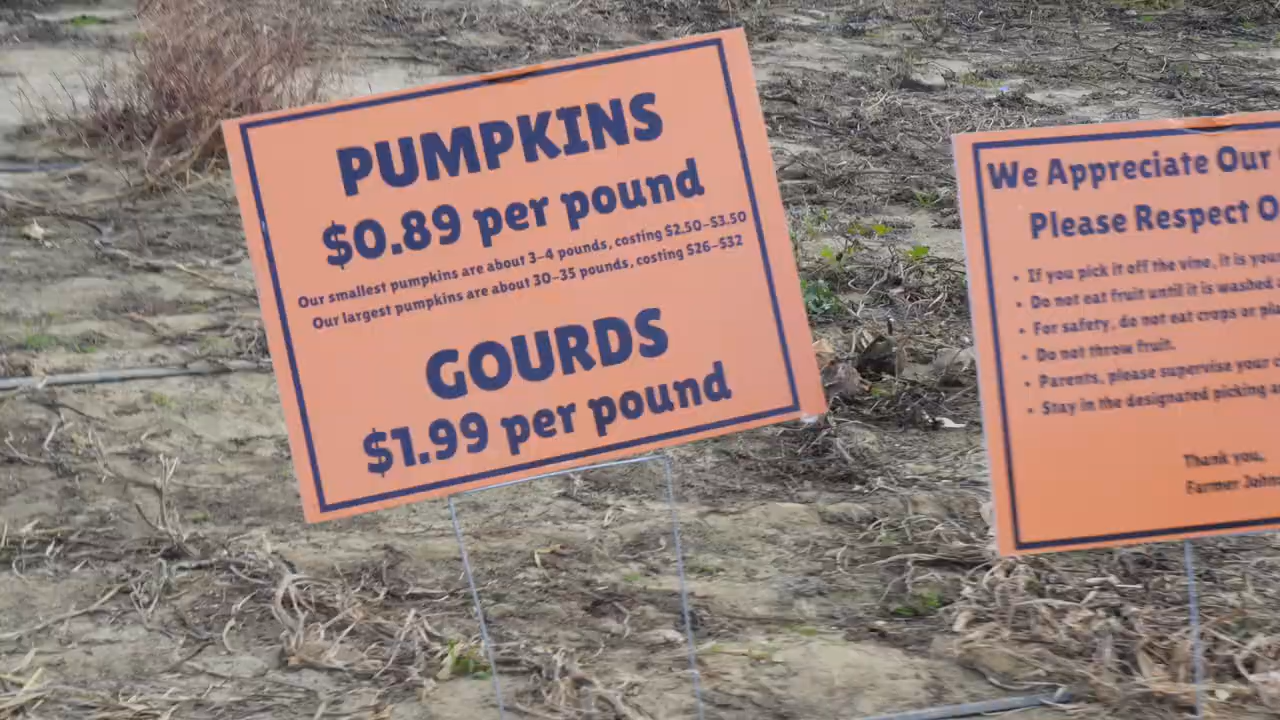 PUMPKINS
$0.89 per pound
Our smallest pumpkins are about 3-4 pounds, costing $2.50-$3.50
Our largest pumpkins are about 30-35 pounds, costing $26-$32
GOURDS
$1.99 per pound
We Appreciate Our
Please Respect O
• If you pick it off the vine, it is your
• Do not eat fruit until it is washed
• For safety, do not eat crops or pla
• Do not throw fruit.
• Parents, please supervise your c
• Stay in the designated picking a
Thank you,
Farmer John